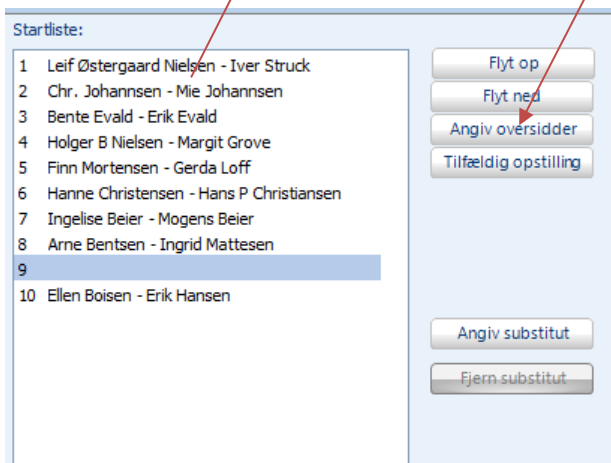 Startliste:
1 Leif Østergaard Nielsen - Iver Struck
2 Chr. Johannsen - Mie Johannsen
3 Bente Evald - Erik Evald
4 Holger B Nielsen - Margit Grove
5 Finn Mortensen - Gerda Loff
6 Hanne Christensen - Hans P Christiansen
7 Ingelise Beier - Mogens Beier
8 Arne Bentsen - Ingrid Mattesen
9
10 Ellen Boisen - Erik Hansen
Flyt op
Flyt ned
Angiv oversidder
Tilfældig opstilling
Angiv substitut
Fjern substitut